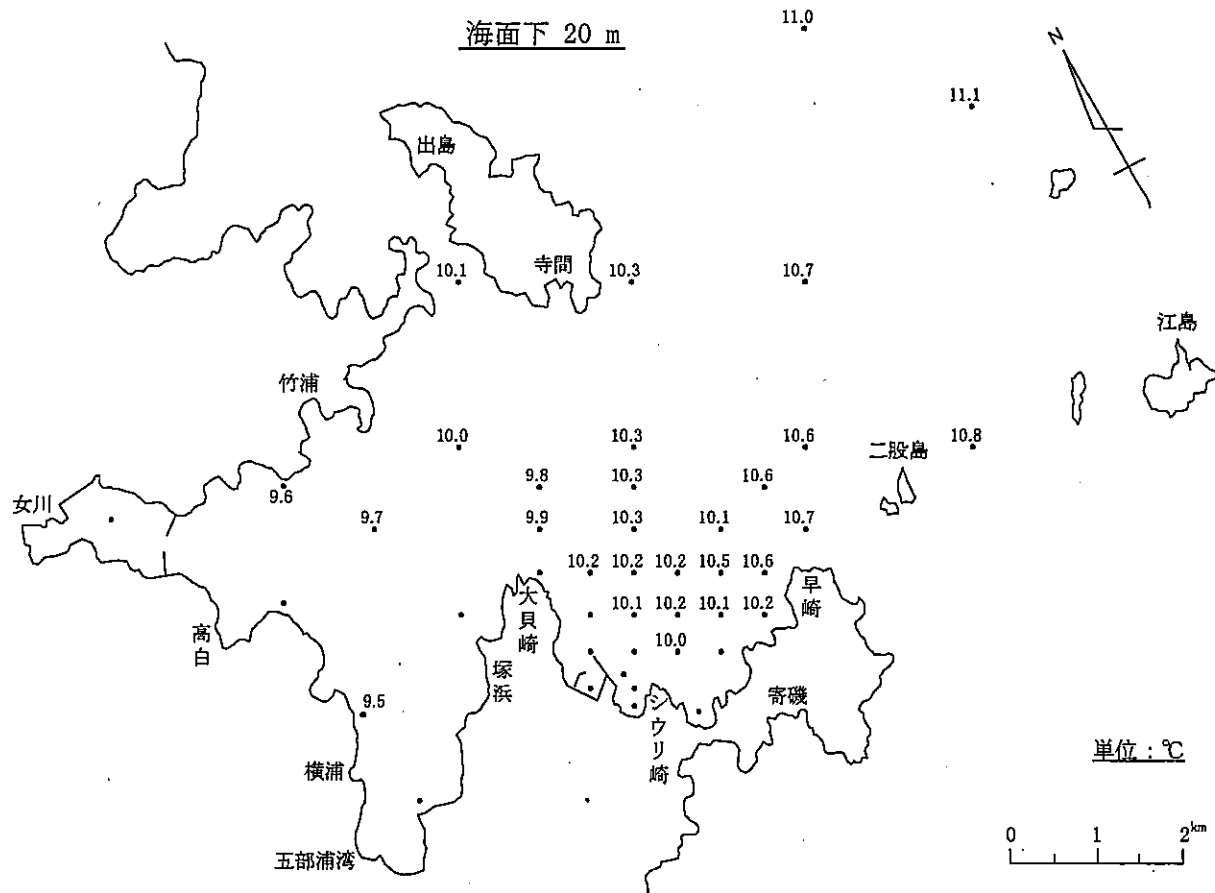 海面下 20 m
11.0
N
11.1
出島
寺間
10.1
10.3
10.7
江島
竹浦
10.0
10.3
10.6
10.8
二股島
9.6
9.8
10.3
10.6
女川
9.7
9.9
10.3
10.1
10.7
10.2
10.2
10.2
10.5
10.6
大貝崎
早崎
10.1
10.2
10.1
10.2
高白
10.0
塚浜
シウリ崎
寄磯
9.5
横浦
単位：℃
五部浦湾
0 1 2km